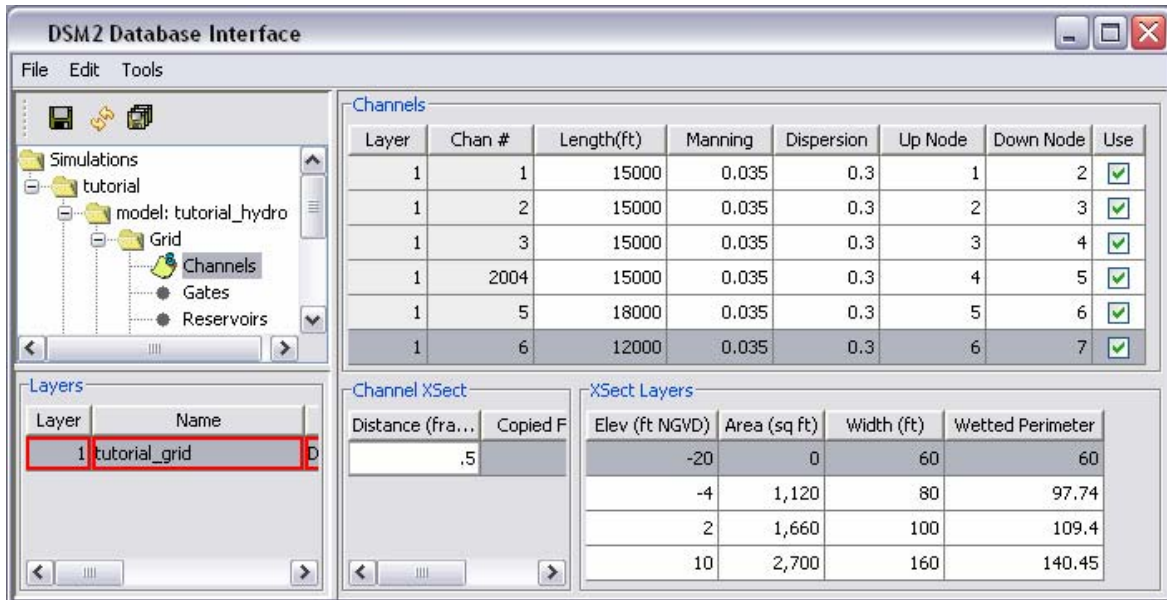 DSM2 Database Interface
File Edit Tools
Simulations
tutorial
model: tutorial_hydro
Grid
Channels
Gates
Reservoirs
Channels
Layer Chan # Length(ft) Manning Dispersion Up Node Down Node Use
1 1 15000 0.035 0.3 1 2
1 2 15000 0.035 0.3 2 3
1 3 15000 0.035 0.3 3 4
1 2004 15000 0.035 0.3 4 5
1 5 18000 0.035 0.3 5 6
1 6 12000 0.035 0.3 6 7
Layers
Layer Name
1 tutorial_grid D
Channel XSect
Distance (fra... Copied F
.5
XSect Layers
Elev (ft NGVD) Area (sq ft) Width (ft) Wetted Perimeter
-20 0 60 60
-4 1,120 80 97.74
2 1,660 100 109.4
10 2,700 160 140.45